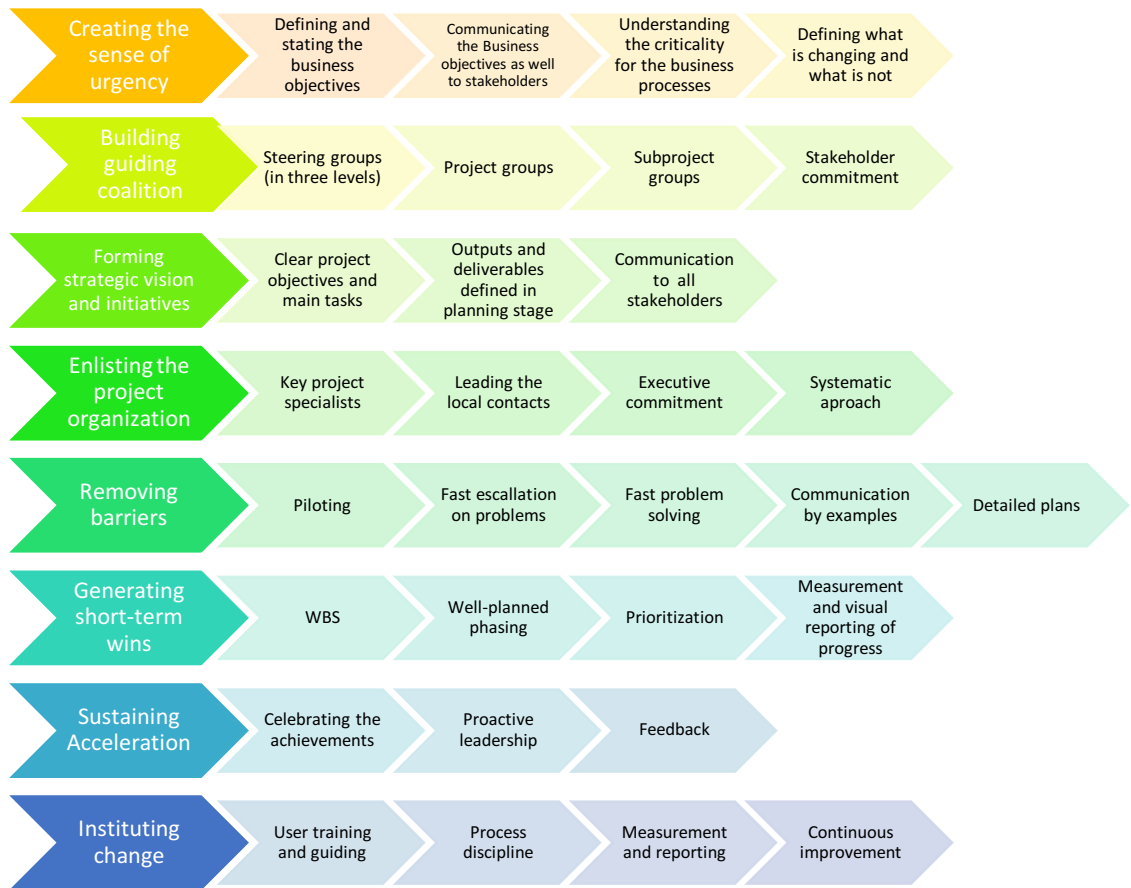 Creating the
sense of
urgency
Defining and
stating the
business
objectives
Communicating
the Business
objectives as well
to stakeholders
Understanding
the criticality
for the business
processes
Defining what
is changing and
what is not
Building
guiding
coalition
Steering groups
(in three levels)
Project groups
Subproject
groups
Stakeholder
commitment
Forming
strategic vision
and initiatives
Clear project
objectives and
main tasks
Outputs and
deliverables
defined in
planning stage
Communication
to all
stakeholders
Enlisting the
project
organization
Key project
specialists
Leading the
local contacts
Executive
commitment
Systematic
aproach
Removing
barriers
Piloting
Fast escallation
on problems
Fast problem
solving
Communication
by examples
Detailed plans
Generating
short-term
wins
WBS
Well-planned
phasing
Prioritization
Measurement
and visual
reporting of
progress
Sustaining
Acceleration
Celebrating the
achievements
Proactive
leadership
Feedback
Instituting
change
User training
and guiding
Process
discipline
Measurement
and reporting
Continuous
improvement